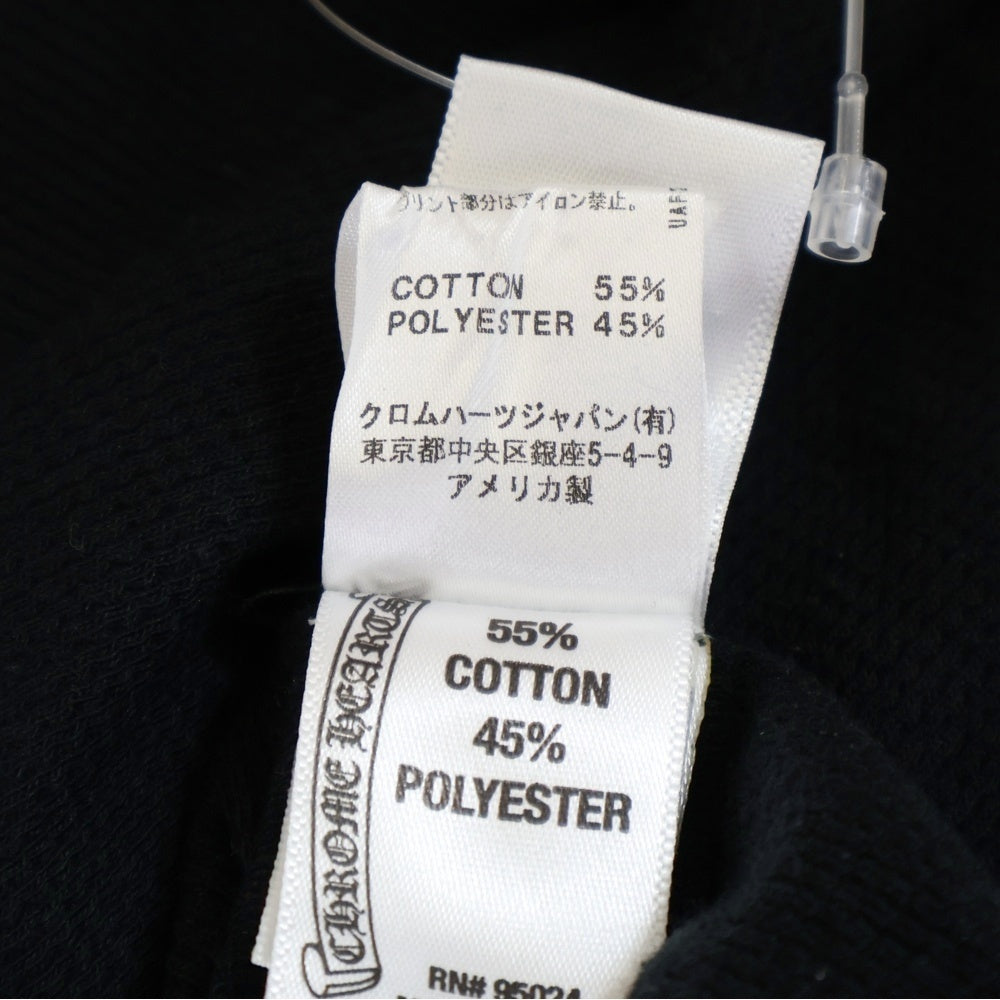 プリント部分はアイロン禁止。
COTTON 55%
POLYESTER 45%
クロムハーツジャパン(有)
東京都中央区銀座5-4-9
アメリカ製
CHROME HEARTS
55%
COTTON
45%
POLYESTER
RN# 95024